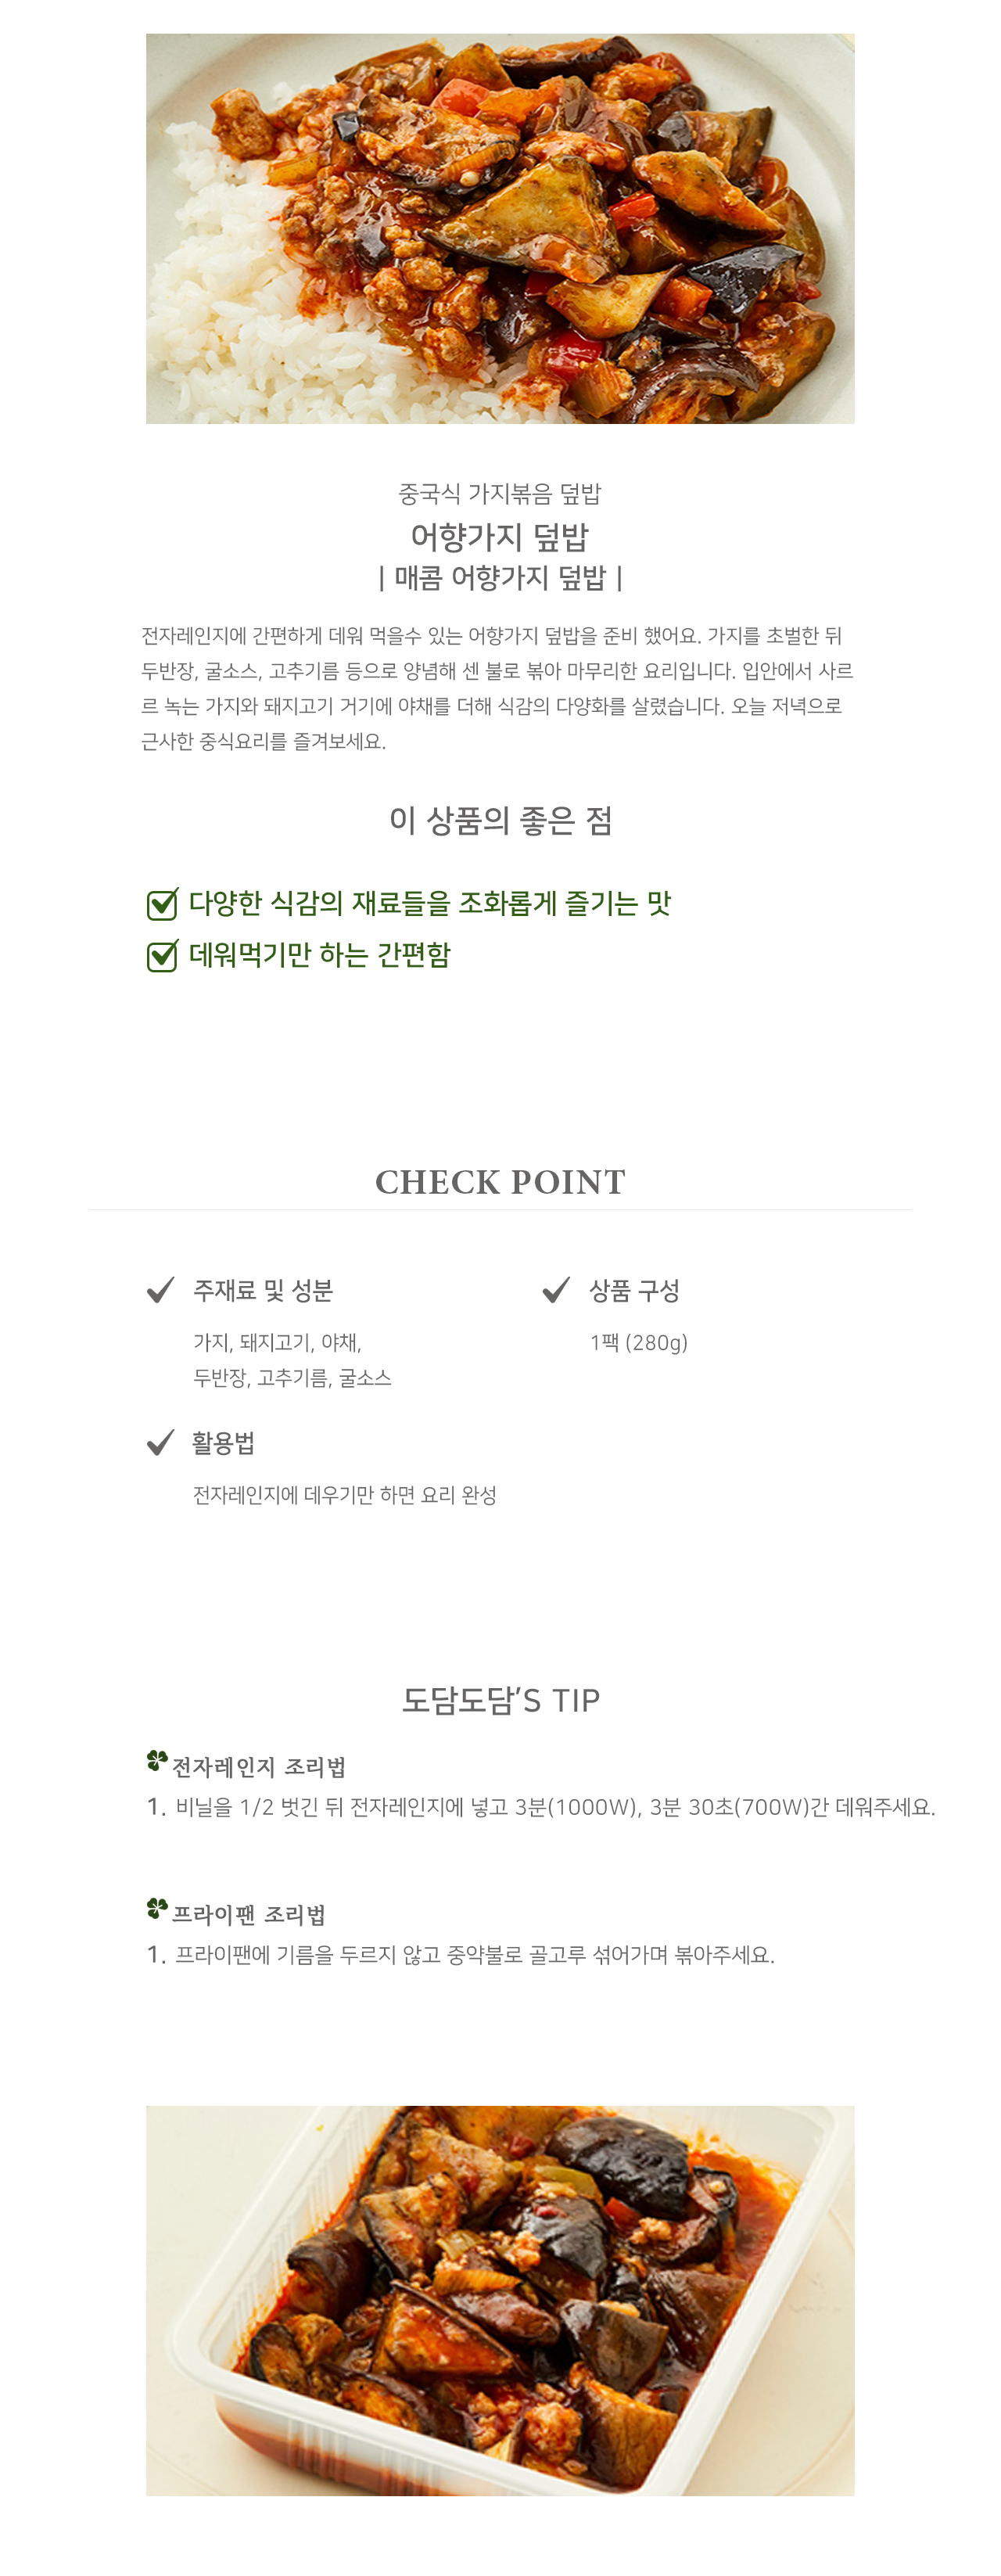 중국식 가지볶음 덮밥
어향가지 덮밥
| 매콤 어향가지 덮밥 |
전자레인지에 간편하게 데워 먹을수 있는 어향가지 덮밥을 준비 했어요. 가지를 초벌한 뒤
두반장, 굴소스, 고추기름 등으로 양념해 센 불로 볶아 마무리한 요리입니다. 입안에서 사르
르 녹는 가지와 돼지고기 거기에 야채를 더해 식감의 다양화를 살렸습니다. 오늘 저녁으로
근사한 중식요리를 즐겨보세요.
이 상품의 좋은 점
다양한 식감의 재료들을 조화롭게 즐기는 맛
데워먹기만 하는 간편함
CHECK POINT
주재료 및 성분
가지, 돼지고기, 야채,
두반장, 고추기름, 굴소스
상품 구성
1팩 (280g)
활용법
전자레인지에 데우기만 하면 요리 완성
도담도담’S TIP
전자레인지 조리법
1. 비닐을 1/2 벗긴 뒤 전자레인지에 넣고 3분(1000W), 3분 30초(700W)간 데워주세요.
프라이팬 조리법
1. 프라이팬에 기름을 두르지 않고 중약불로 골고루 섞어가며 볶아주세요.